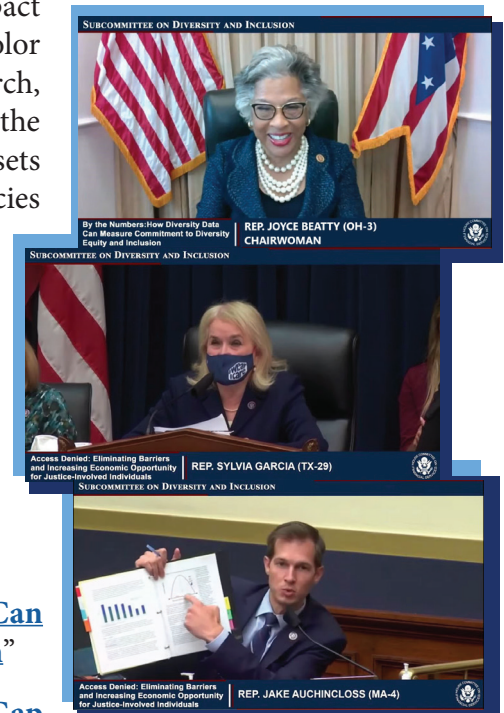 pact
olor
rch,
the
sets
cies
SUBCOMMITTEE ON DIVERSITY AND INCLUSION
By the Numbers:How Diversity Data
Can Measure Commitment to Diversity
Equity and Inclusion
REP. JOYCE BEATTY (OH-3)
CHAIRWOMAN
SUBCOMMITTEE ON DIVERSITY AND INCLUSION
Access Denied: Eliminating Barriers
and Increasing Economic Opportunity
for Justice-Involved Individuals
REP. SYLVIA GARCIA (TX-29)
SUBCOMMITTEE ON DIVERSITY AND INCLUSION
Access Denied: Eliminating Barriers
and Increasing Economic Opportunity
for Justice-Involved Individuals
REP. JAKE AUCHINCLOSS (MA-4)
Can
”
Can